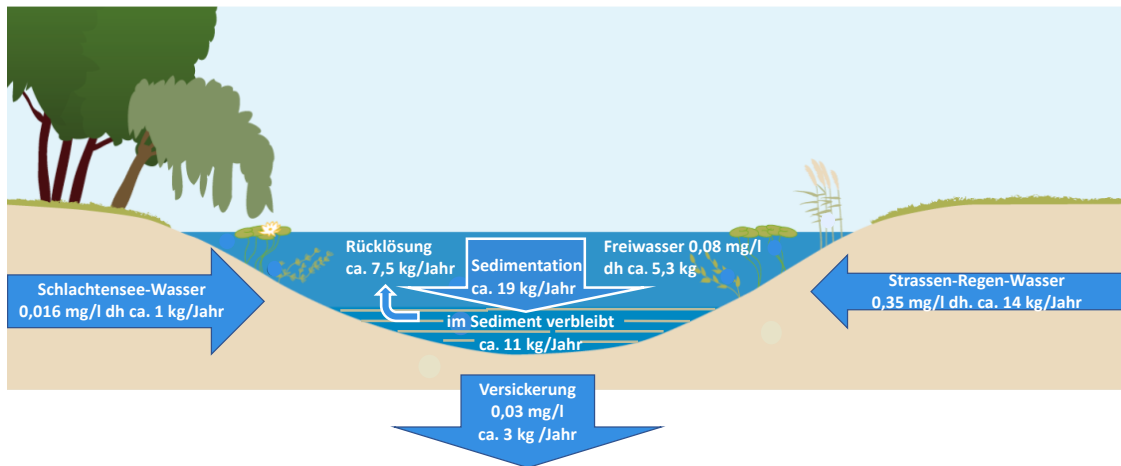 Rücklösung
ca. 7,5 kg/Jahr
Sedimentation
ca. 19 kg/Jahr
Freiwasser 0,08 mg/l
dh ca. 5,3 kg
Schlachtensee-Wasser
0,016 mg/l dh ca. 1 kg/Jahr
Strassen-Regen-Wasser
0,35 mg/l dh. ca. 14 kg/Jahr
im Sediment verbleibt
ca. 11 kg/Jahr
Versickerung
0,03 mg/l
ca. 3 kg /Jahr